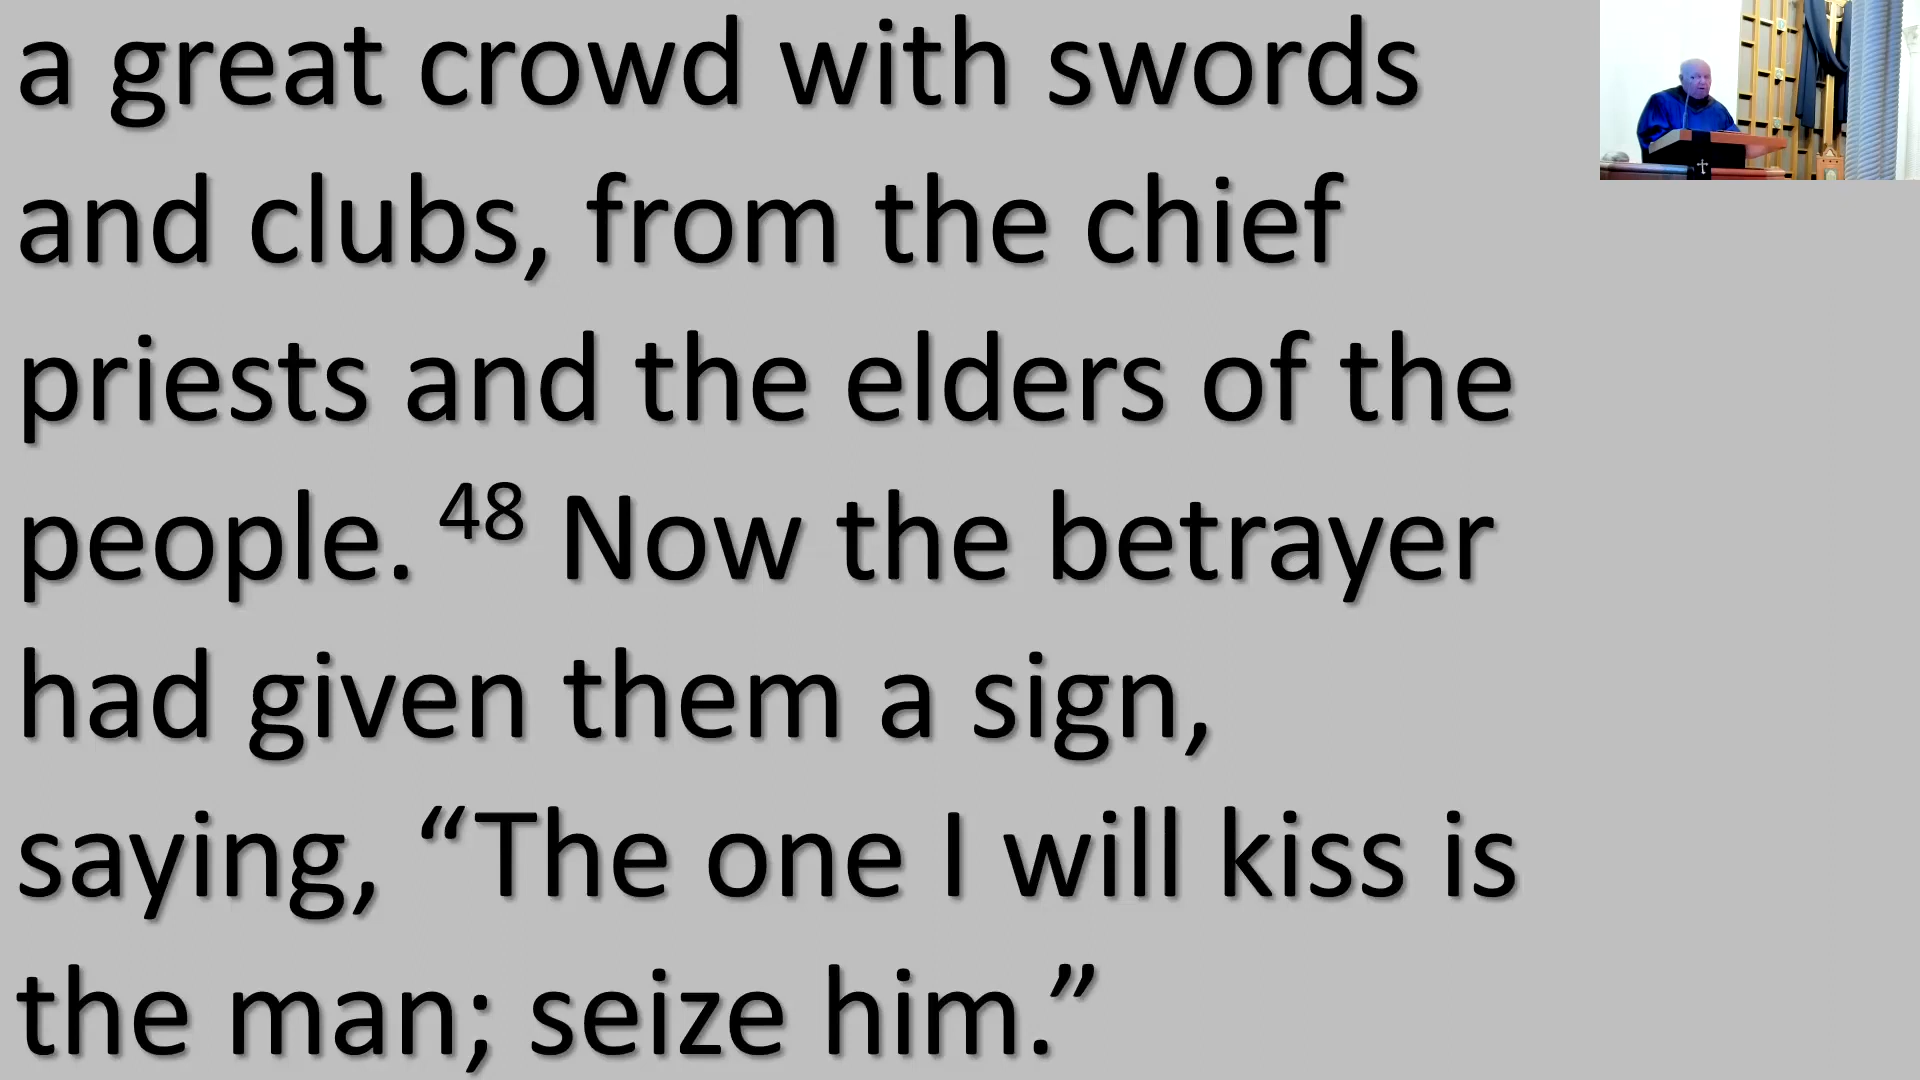 a great crowd with swords
and clubs, from the chief
priests and the elders of the
people. 48 Now the betrayer
had given them a sign,
saying, “The one I will kiss is
the man; seize him.”